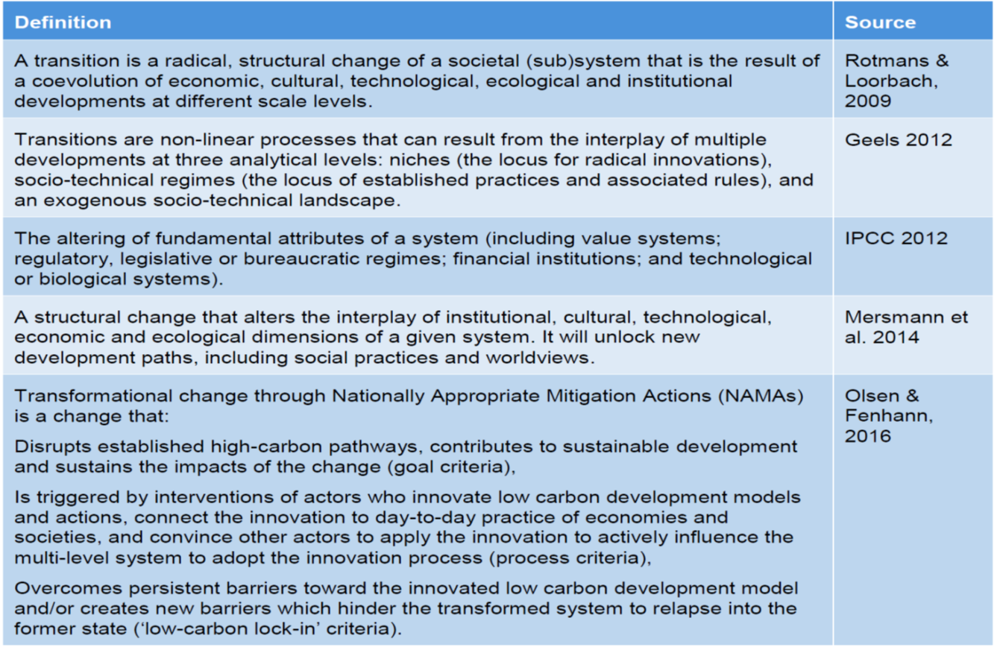 Definition
Source
A transition is a radical, structural change of a societal (sub)system that is the result of
a coevolution of economic, cultural, technological, ecological and institutional
developments at different scale levels.
Rotmans &
Loorbach,
2009
Transitions are non-linear processes that can result from the interplay of multiple
developments at three analytical levels: niches (the locus for radical innovations),
socio-technical regimes (the locus of established practices and associated rules), and
an exogenous socio-technical landscape.
Geels 2012
The altering of fundamental attributes of a system (including value systems;
regulatory, legislative or bureaucratic regimes; financial institutions; and technological
or biological systems).
IPCC 2012
A structural change that alters the interplay of institutional, cultural, technological,
economic and ecological dimensions of a given system. It will unlock new
development paths, including social practices and worldviews.
Mersmann et
al. 2014
Transformational change through Nationally Appropriate Mitigation Actions (NAMAs)
is a change that:
Disrupts established high-carbon pathways, contributes to sustainable development
and sustains the impacts of the change (goal criteria),
Is triggered by interventions of actors who innovate low carbon development models
and actions, connect the innovation to day-to-day practice of economies and
societies, and convince other actors to apply the innovation to actively influence the
multi-level system to adopt the innovation process (process criteria),
Overcomes persistent barriers toward the innovated low carbon development model
and/or creates new barriers which hinder the transformed system to relapse into the
former state (‘low-carbon lock-in’ criteria).
Olsen &
Fenhann,
2016